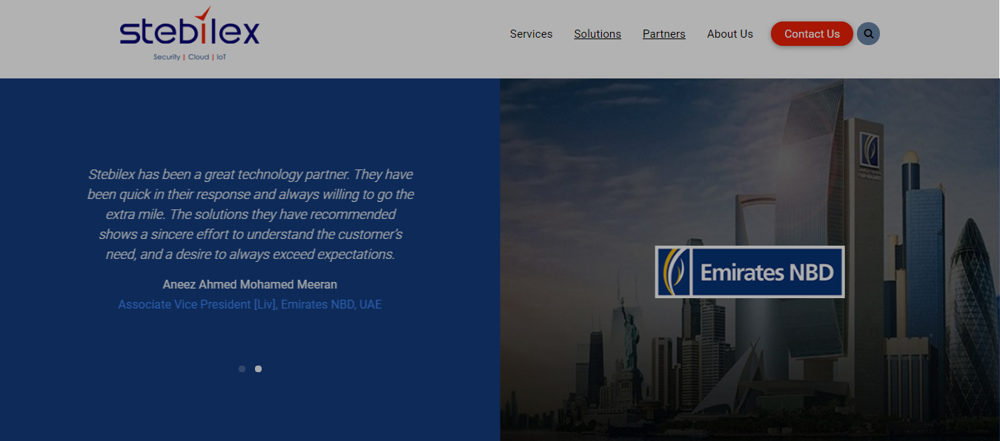 stebilex
Security | Cloud | IoT
Services
Solutions
Partners
About Us
Contact Us
Stebilex has been a great technology partner. They have
been quick in their response and always willing to go the
extra mile. The solutions they have recommended
shows a sincere effort to understand the customer's
need, and a desire to always exceed expectations.
Aneez Ahmed Mohamed Meeran
Associate Vice President [Liv], Emirates NBD, UAE
Emirates NBD